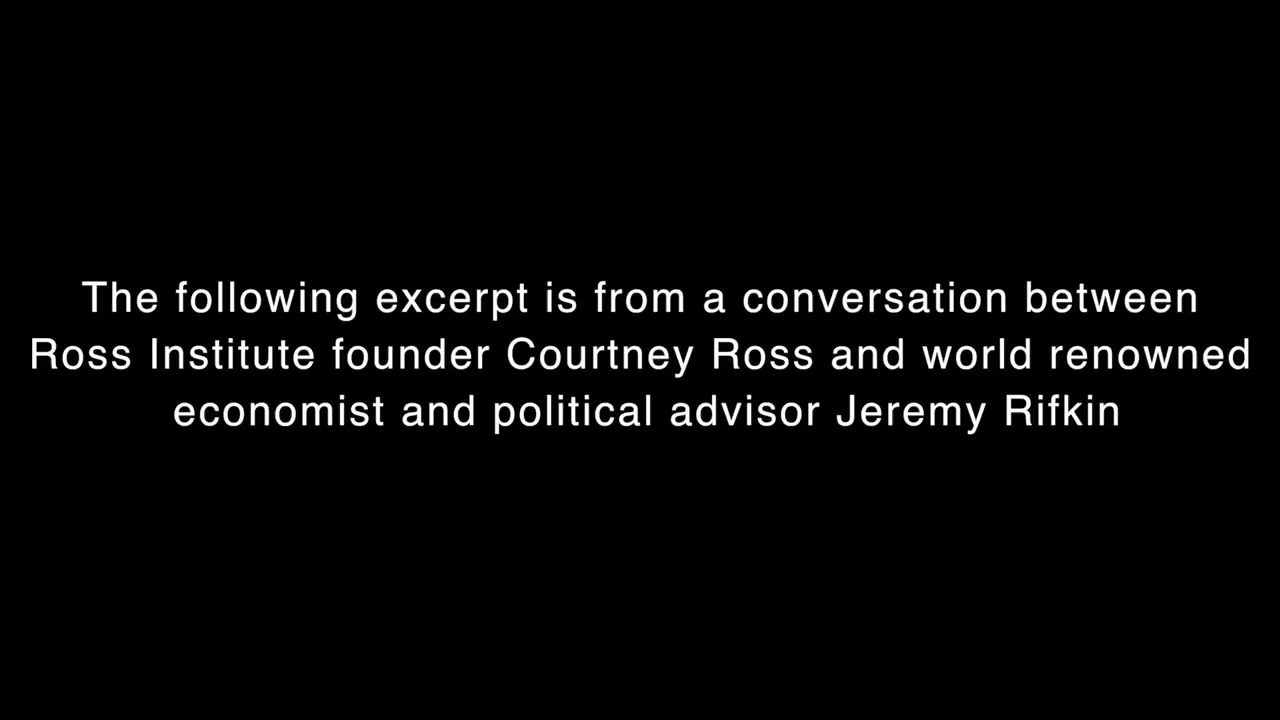 The following excerpt is from a conversation between
Ross Institute founder Courtney Ross and world renowned
economist and political advisor Jeremy Rifkin